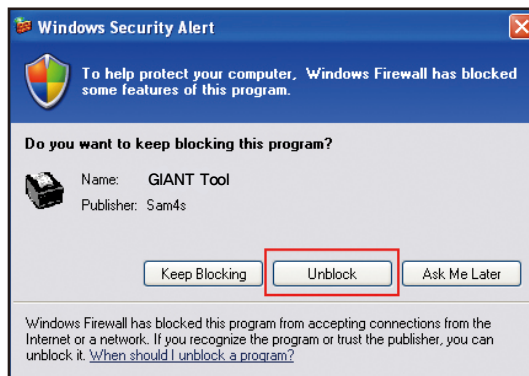 Windows Security Alert
To help protect your computer, Windows Firewall has blocked
some features of this program.
Do you want to keep blocking this program?
Name: GIANT Tool
Publisher: Sam4s
Keep Blocking Unblock Ask Me Later
Windows Firewall has blocked this program from accepting connections from the
Internet or a network. If you recognize the program or trust the publisher, you can
unblock it. When should I unblock a program?